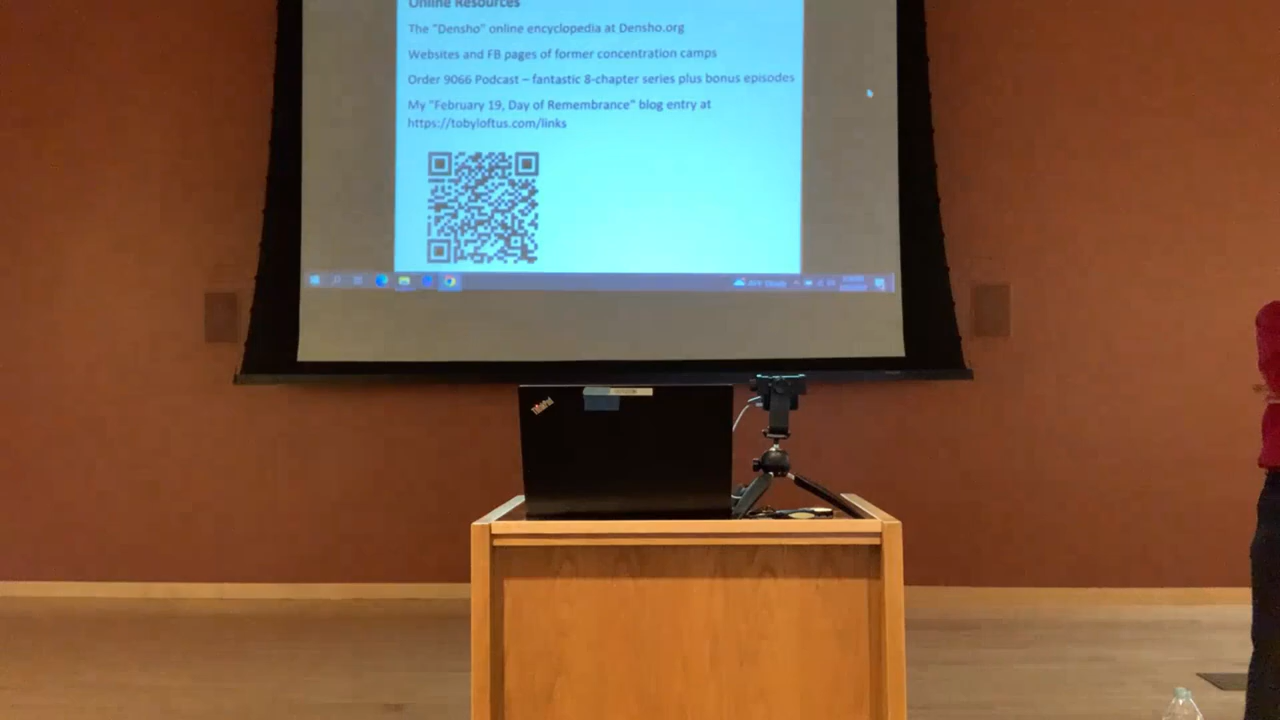 Online Resources
The "Densho" online encyclopedia at Densho.org
Websites and FB pages of former concentration camps
Order 9066 Podcast – fantastic 8-chapter series plus bonus episodes
My "February 19, Day of Remembrance" blog entry at
https://tobyloftus.com/links
ThinkPad